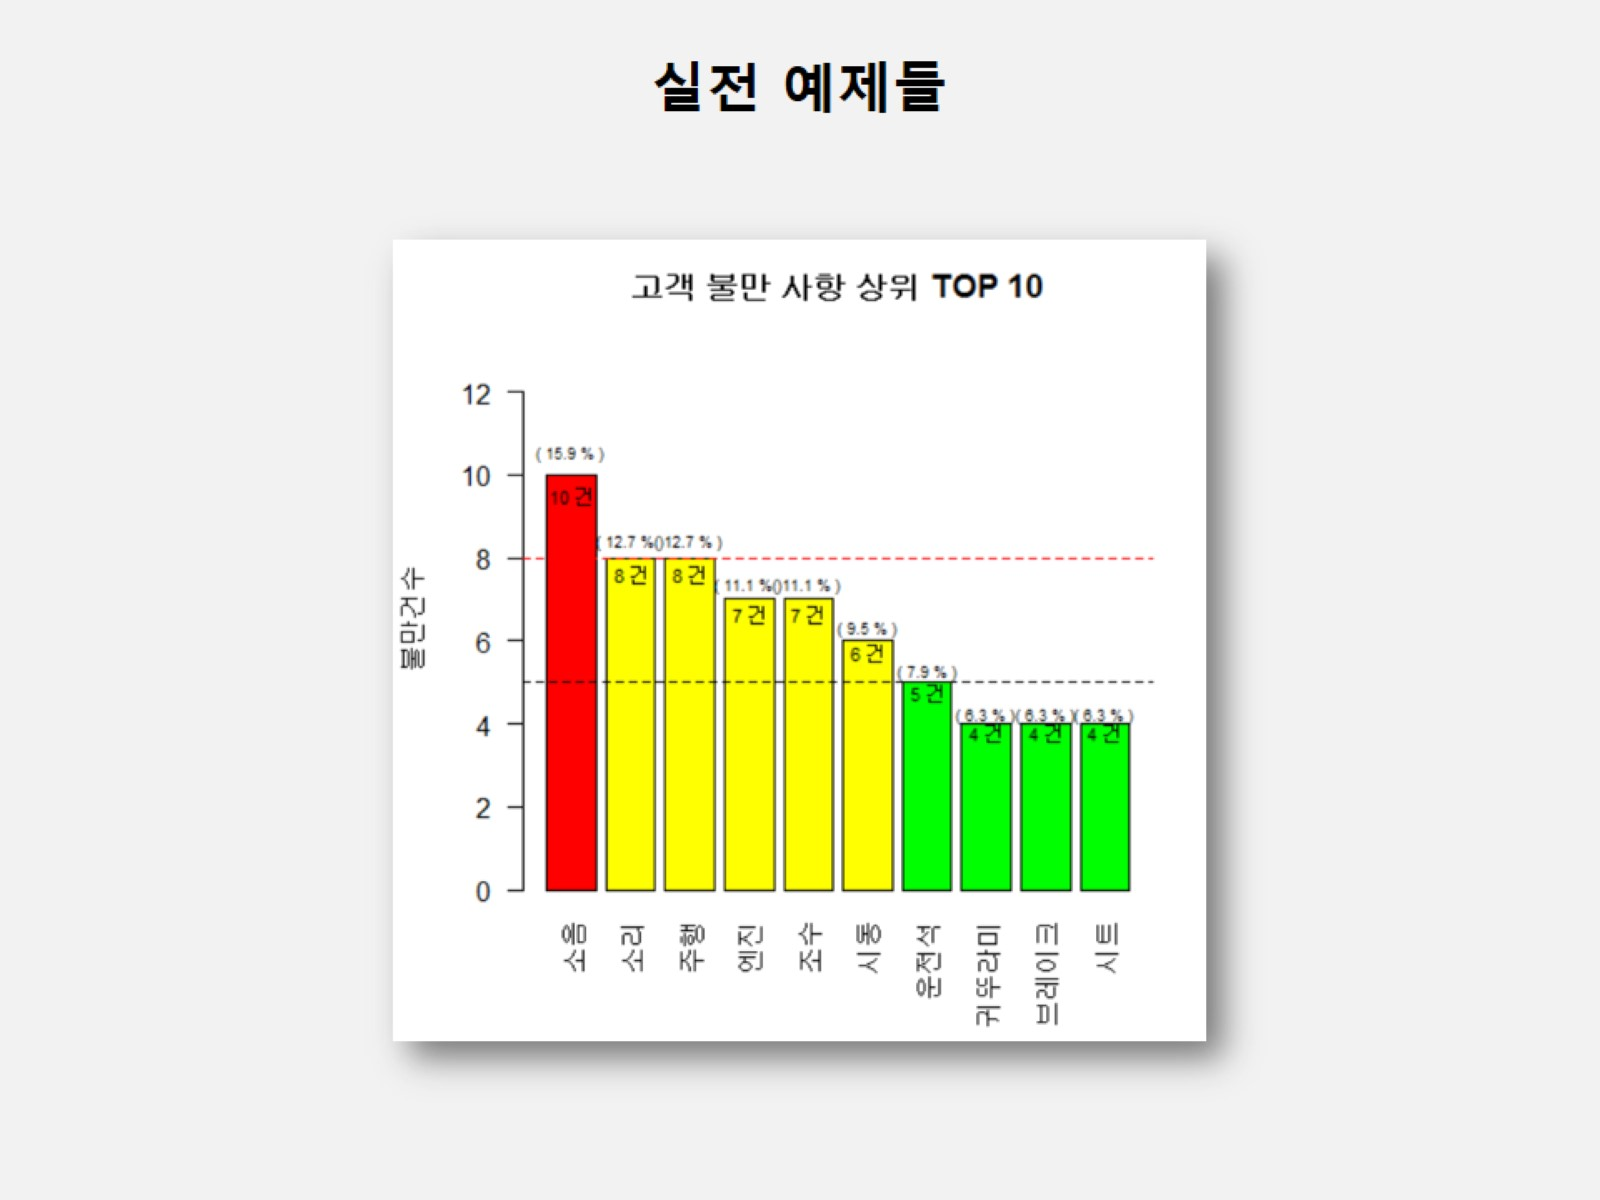 실전 예제들
고객 불만 사항 상위 TOP 10
불만건수
12
10
8
6
4
2
0
( 15.9 % )
10 건
( 12.7 % )
8 건
( 12.7 % )
8 건
( 11.1 % )
7 건
( 11.1 % )
7 건
( 9.5 % )
6 건
( 7.9 % )
5 건
( 6.3 % )
4 건
( 6.3 % )
4 건
( 6.3 % )
4 건
소음
소리
주행
엔진
조수
시동
운전석
귀뚜라미
브레이크
시트